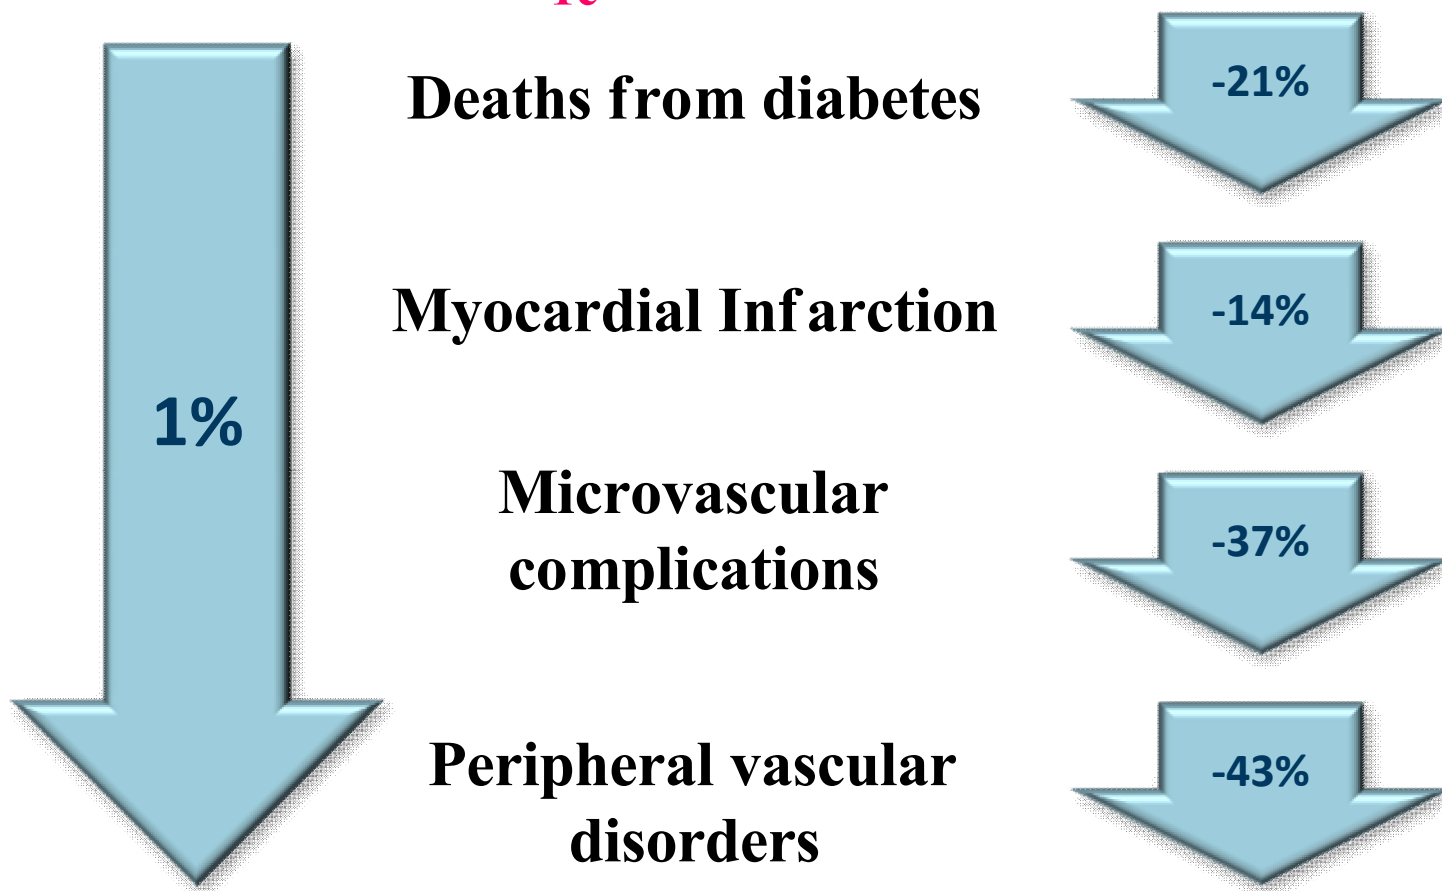 Deaths from diabetes
-21%
Myocardial Infarction
-14%
1%
Microvascular
complications
-37%
Peripheral vascular
disorders
-43%